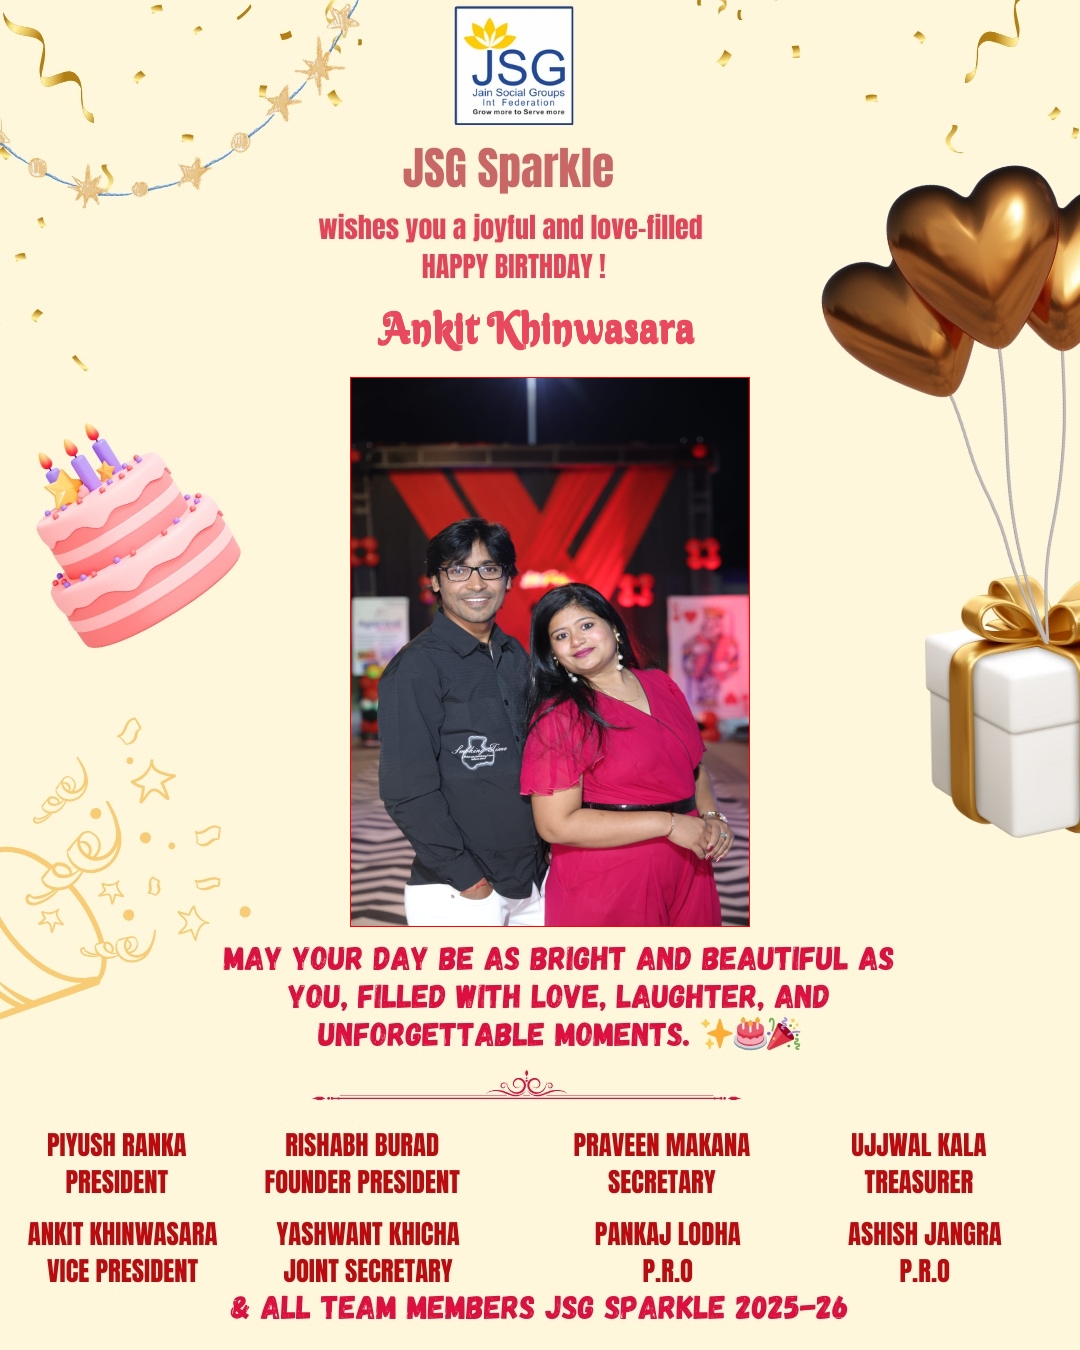 JSG
Jain Social Groups
Int Federation
Grow more to Serve more
JSG Sparkle
wishes you a joyful and love-filled
HAPPY BIRTHDAY !
Ankit Khinwasara
MAY YOUR DAY BE AS BRIGHT AND BEAUTIFUL AS
YOU, FILLED WITH LOVE, LAUGHTER, AND
UNFORGETTABLE MOMENTS. ✨🎂🎉
PIYUSH RANKA
PRESIDENT
RISHABH BURAD
FOUNDER PRESIDENT
PRAVEEN MAKANA
SECRETARY
UJJWAL KALA
TREASURER
ANKIT KHINWASARA
VICE PRESIDENT
YASHWANT KHICHA
JOINT SECRETARY
PANKAJ LODHA
P.R.O
ASHISH JANGRA
P.R.O
& ALL TEAM MEMBERS JSG SPARKLE 2025-26